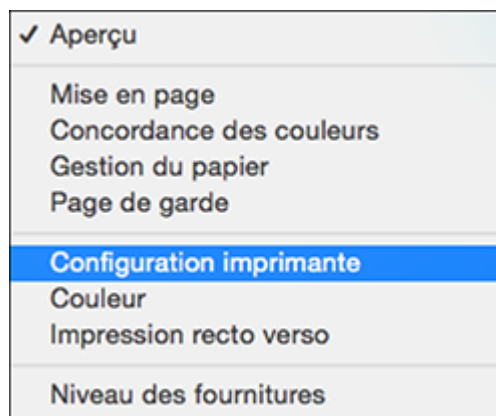 ✓ Aperçu
Mise en page
Concordance des couleurs
Gestion du papier
Page de garde
Configuration imprimante
Couleur
Impression recto verso
Niveau des fournitures